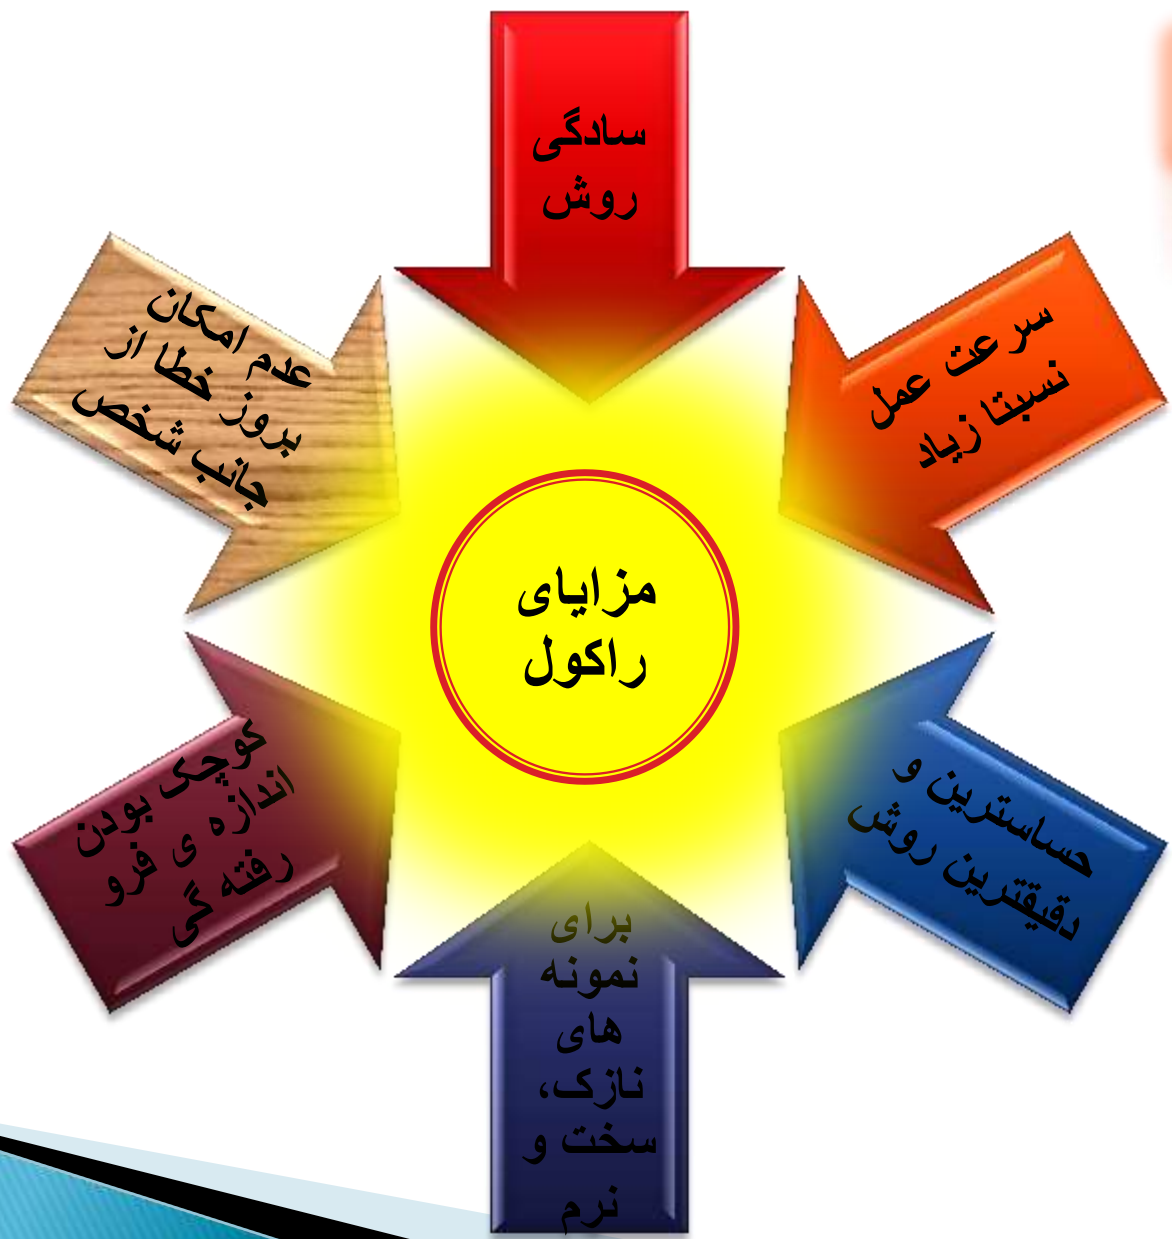 سادگی
روش
سرعت عمل
نسبتا زیاد
حساسترین و
دقیقترین روش
برای
نمونه
های
نازک،
سخت و
نرم
کوچک بودن
اندازه ی فرو
رفته گی
عدم امکان
بروز خطا از
جانب شخص
مزایای
راکول